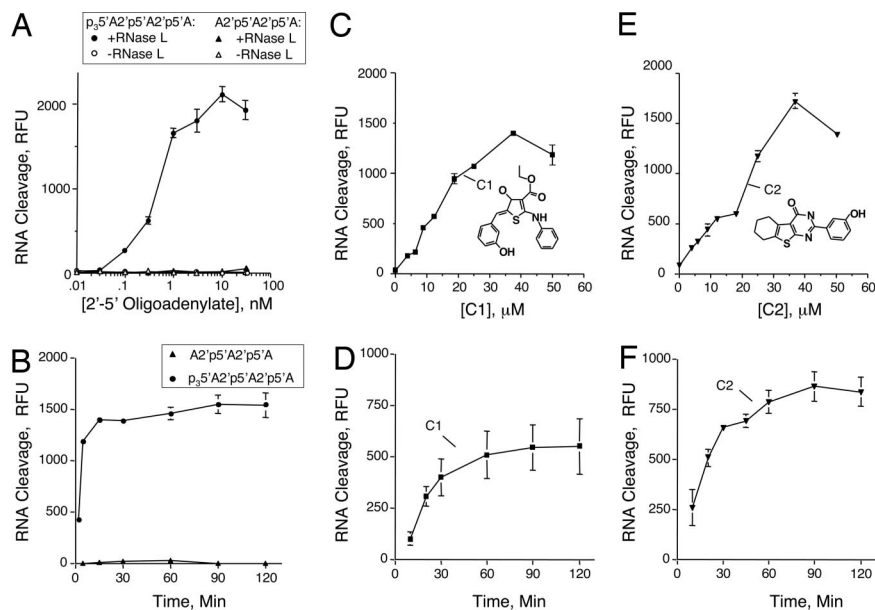 A
p₃5'A2'p5'A2'p5'A: A2'p5'A2'p5'A:
+RNase L +RNase L
-RNase L -RNase L
RNA Cleavage, RFU
2000
1000
0
.01 .1 1 10 100
[2'-5' Oligoadenylate], nM
C
RNA Cleavage, RFU
2000
1500
1000
500
0
C1
O
O
O
S
NH
OH
0 10 20 30 40 50 60
[C1], μM
E
RNA Cleavage, RFU
2000
1500
1000
500
0
C2
O
N
N
S
OH
0 10 20 30 40 50 60
[C2], μM
B
A2'p5'A2'p5'A
p₃5'A2'p5'A2'p5'A
RNA Cleavage, RFU
2000
1500
1000
500
0
0 30 60 90 120
Time, Min
D
RNA Cleavage, RFU
1000
750
500
250
0
C1
0 30 60 90 120
Time, Min
F
RNA Cleavage, RFU
1000
750
500
250
0
C2
0 30 60 90 120
Time, Min